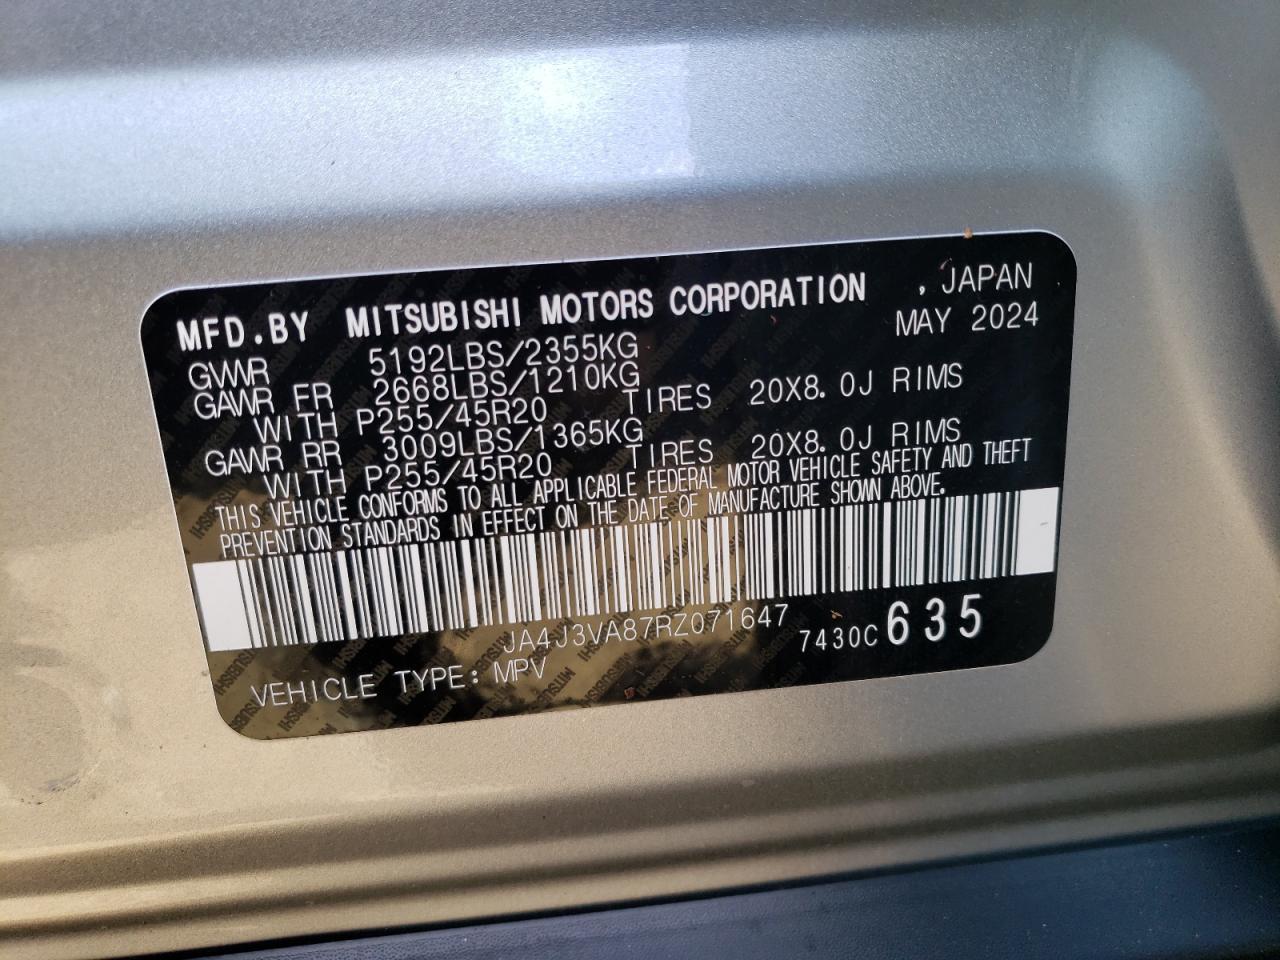 MFD.BY MITSUBISHI MOTORS CORPORATION , JAPAN
MAY 2024
GVWR 5192LBS/2355KG
GAWR FR 2668LBS/1210KG
WITH P255/45R20 TIRES 20X8.0J RIMS
GAWR RR 3009LBS/1365KG
WITH P255/45R20 TIRES 20X8.0J RIMS
THIS VEHICLE CONFORMS TO ALL APPLICABLE FEDERAL MOTOR VEHICLE SAFETY AND THEFT
PREVENTION STANDARDS IN EFFECT ON THE DATE OF MANUFACTURE SHOWN ABOVE.
JA4J3VA87RZ071647 7430C 635
VEHICLE TYPE: MPV